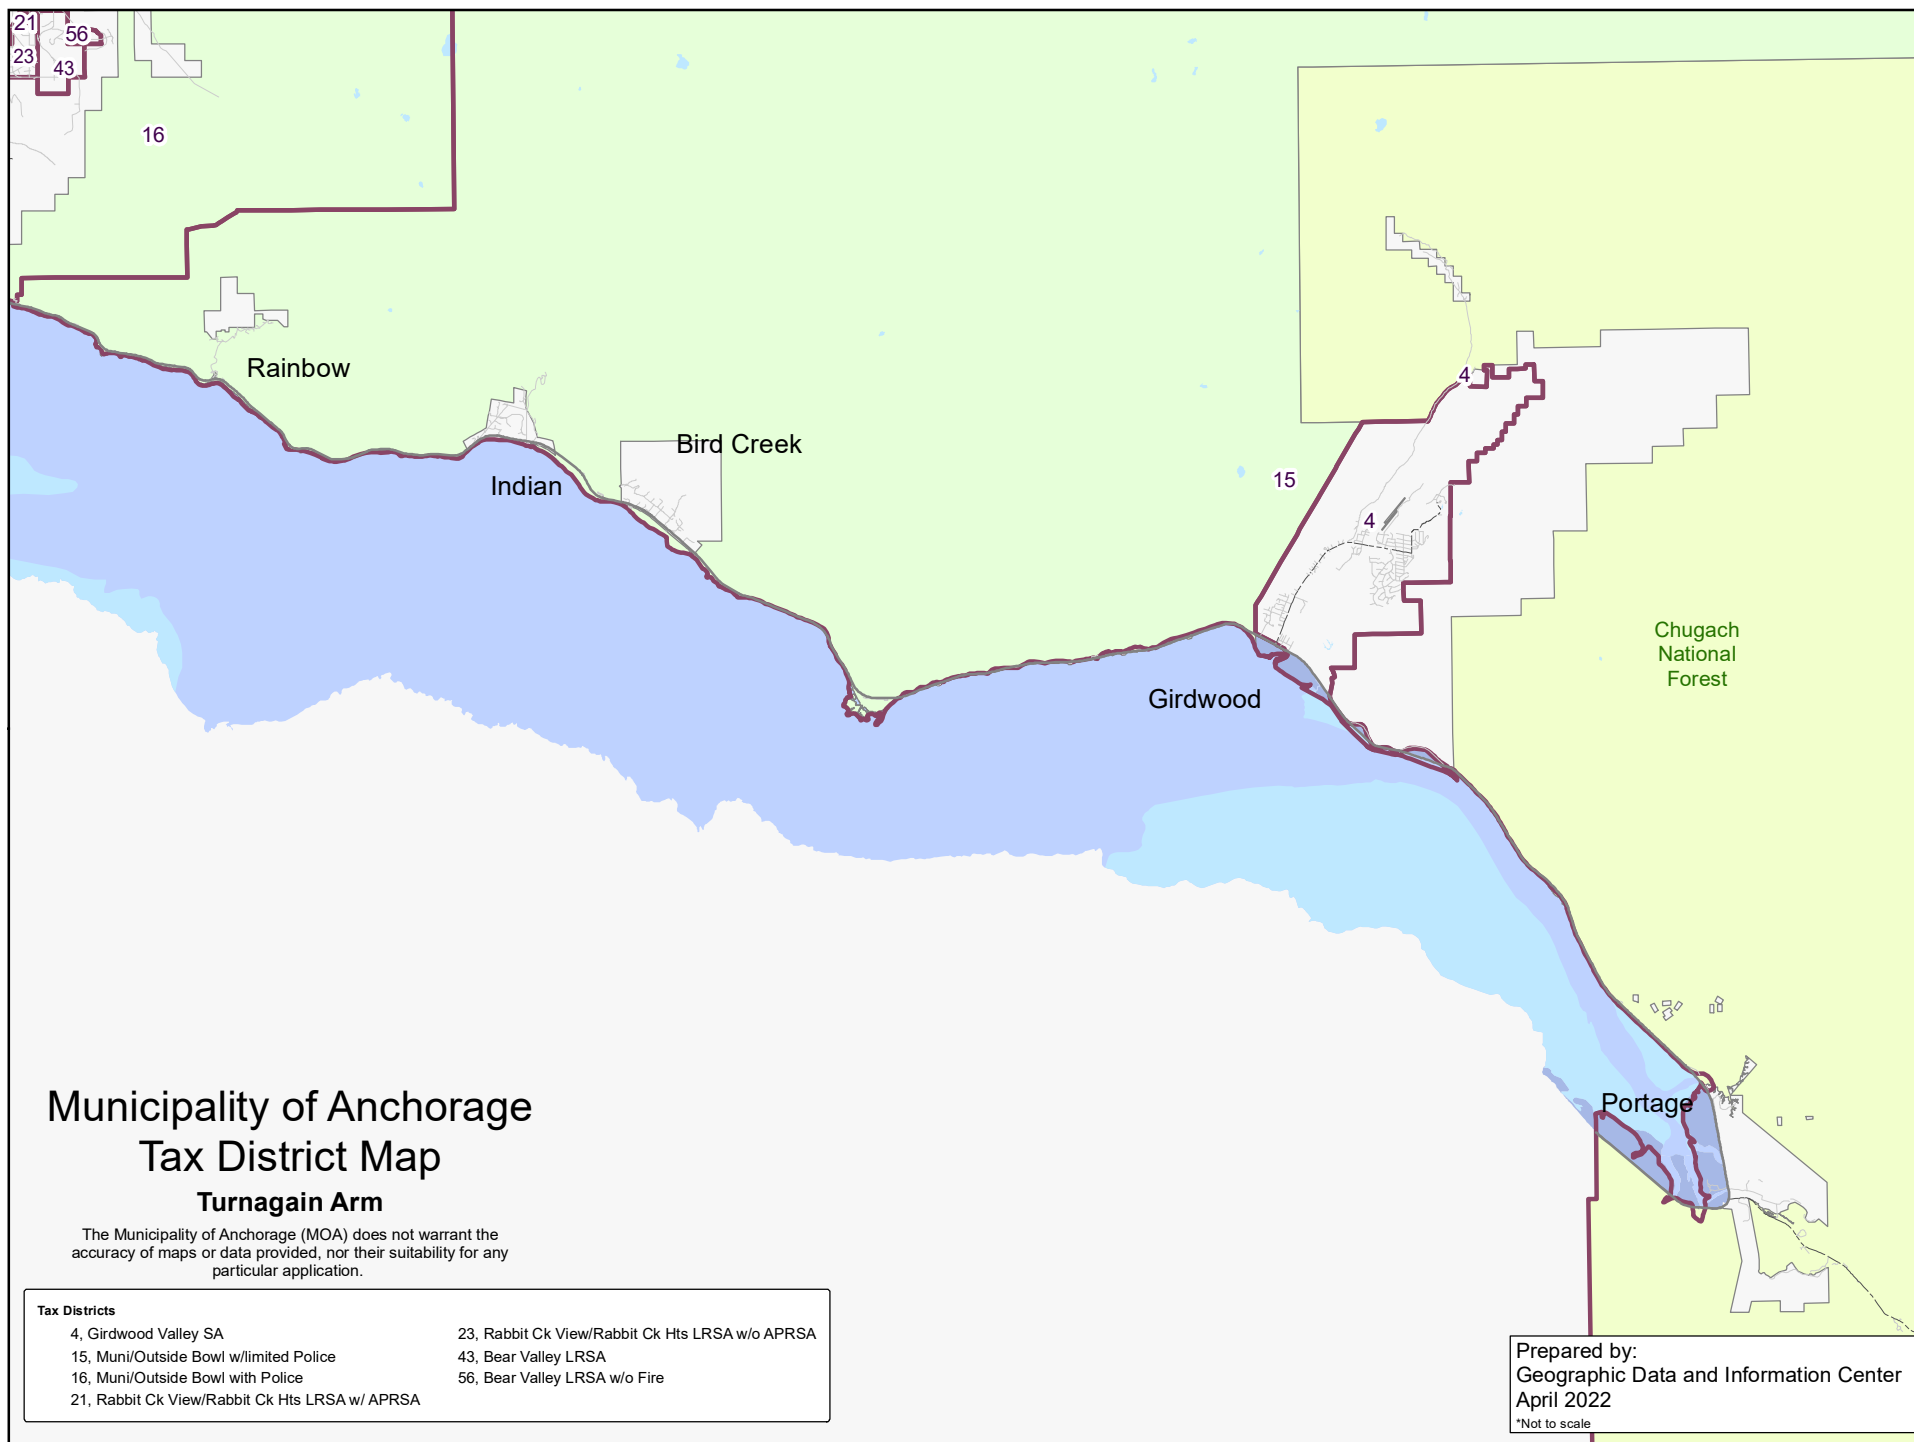 21
56
23
43
16
Rainbow
Bird Creek
Indian
4
15
4
Chugach
National
Forest
Girdwood
Portage
Municipality of Anchorage
Tax District Map
Turnagain Arm
The Municipality of Anchorage (MOA) does not warrant the
accuracy of maps or data provided, nor their suitability for any
particular application.
Tax Districts
4, Girdwood Valley SA
15, Muni/Outside Bowl w/limited Police
16, Muni/Outside Bowl with Police
21, Rabbit Ck View/Rabbit Ck Hts LRSA w/ APRSA
23, Rabbit Ck View/Rabbit Ck Hts LRSA w/o APRSA
43, Bear Valley LRSA
56, Bear Valley LRSA w/o Fire
Prepared by:
Geographic Data and Information Center
April 2022
*Not to scale